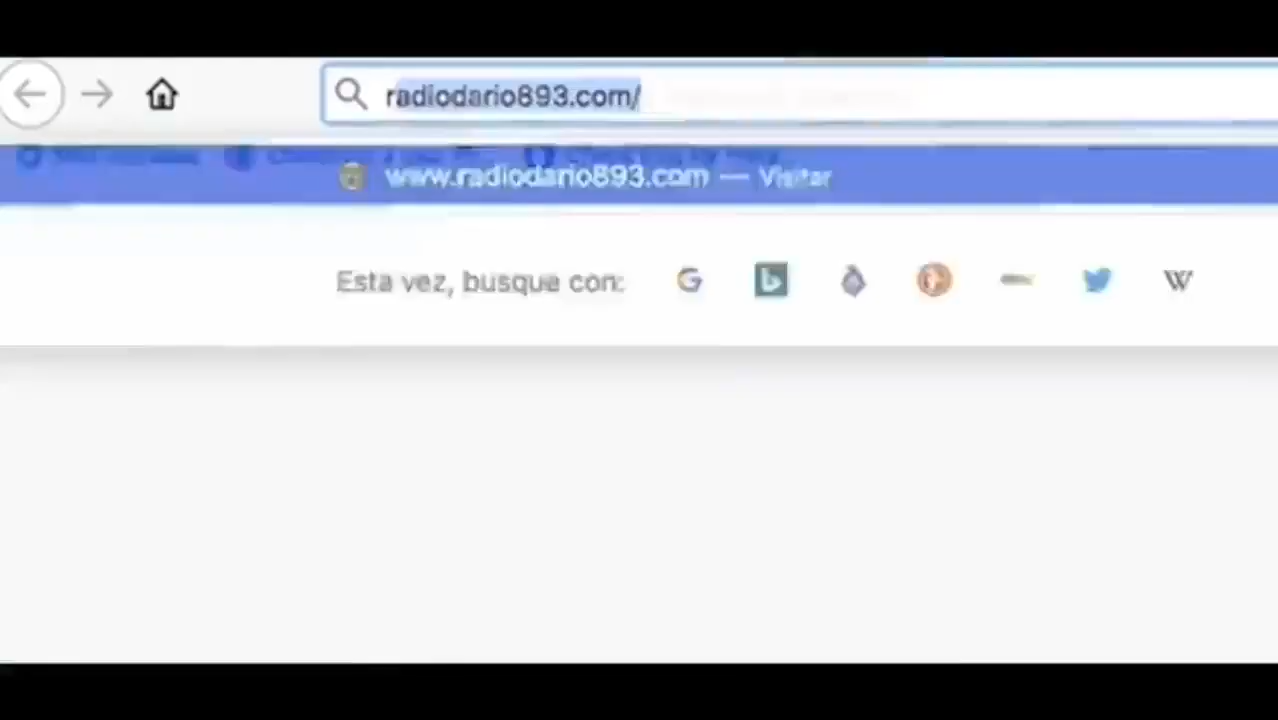 radiodario893.com/
www.radiodario893.com — Visitar
Esta vez, busque con: